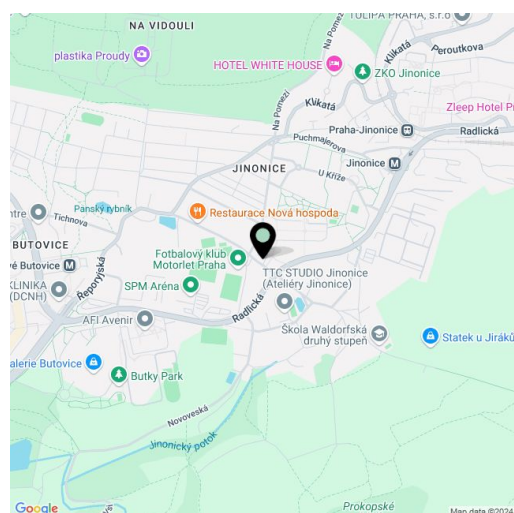 NA VIDOULI
TULIPA PRAHA, s.r.o
plastika Proudy
HOTEL WHITE HOUSE
Na Pomezí
Klikatá
Peroutkova
ZKO Jinonice
Klikatá
Zleep Hotel Pr
Na Pomezí
Praha-Jinonice
Radlická
Puchmajerova
Jinonice M
JINONICE
U Kříže
Panský rybník
Restaurace Nová hospoda
ntre
Tichnova
BUTOVICE
Fotbalový klub
Motorlet Praha
vé Butovice M
Řeporyjská
TTC STUDIO Jinonice
(Ateliéry Jinonice)
KLINIKA
(DCNH)
SPM Aréna
Radlická
AFI Avenir
Škola Waldorfská
druhý stupeň
Statek u Jiráků
alerie Butovice
Butky Park
Novoveská
Jinonický potok
Prokopské
Google
Map data ©2024